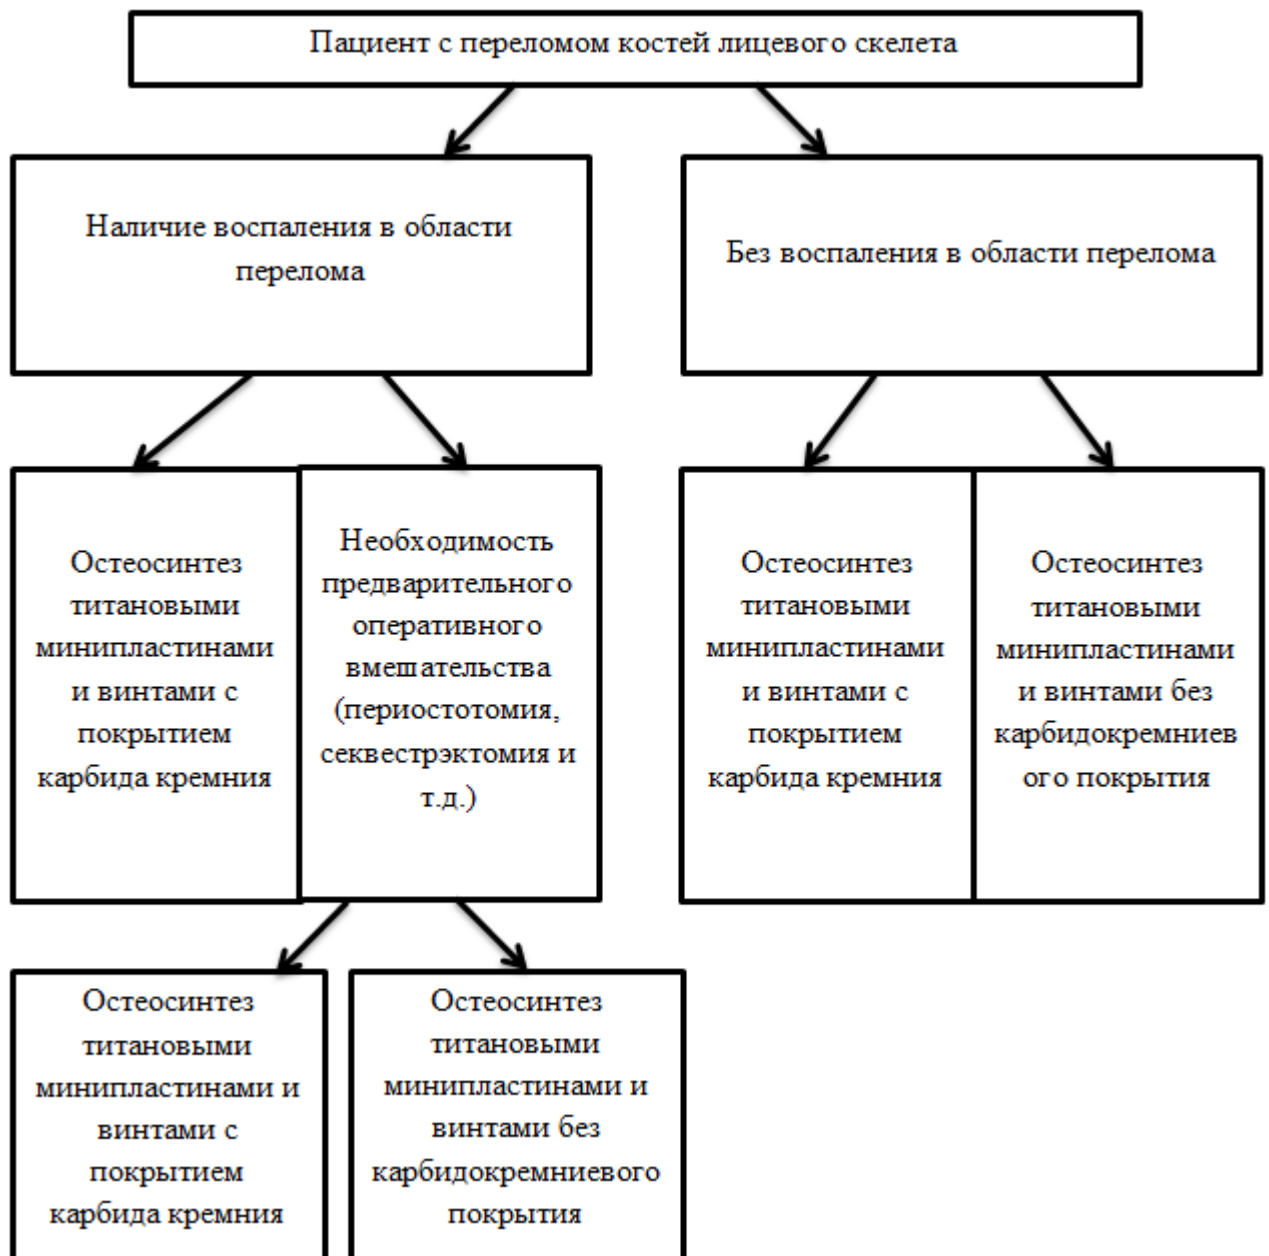 Пациент с переломом костей лицевого скелета
Наличие воспаления в области
перелома
Без воспаления в области перелома
Остеосинтез
титановыми
минипластинами
и винтами с
покрытием
карбида кремния
Необходимость
предварительного
оперативного
вмешательства
(периостотомия,
секвестрэктомия и
т.д.)
Остеосинтез
титановыми
минипластинами
и винтами с
покрытием
карбида кремния
Остеосинтез
титановыми
минипластинами
и винтами без
карбидокремниев
ого покрытия
Остеосинтез
титановыми
минипластинами и
винтами с
покрытием
карбида кремния
Остеосинтез
титановыми
минипластинами и
винтами без
карбидокремниевого
покрытия